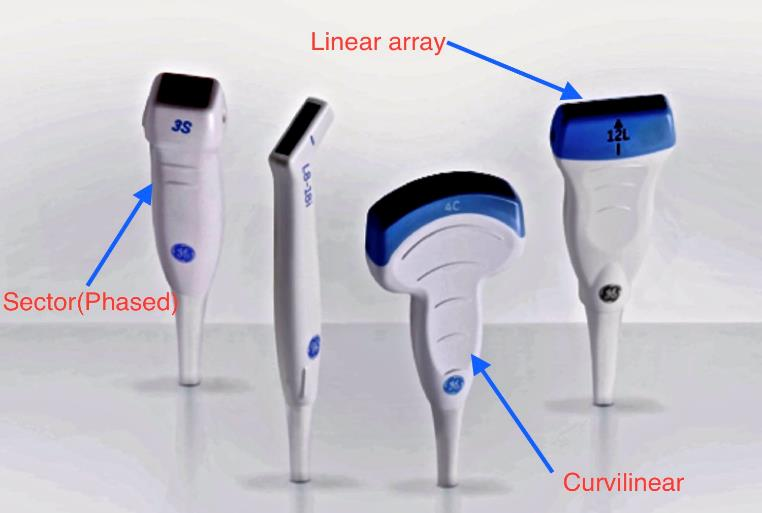 Linear array
3S
12L
L8-18i
4C
Sector(Phased)
Curvilinear